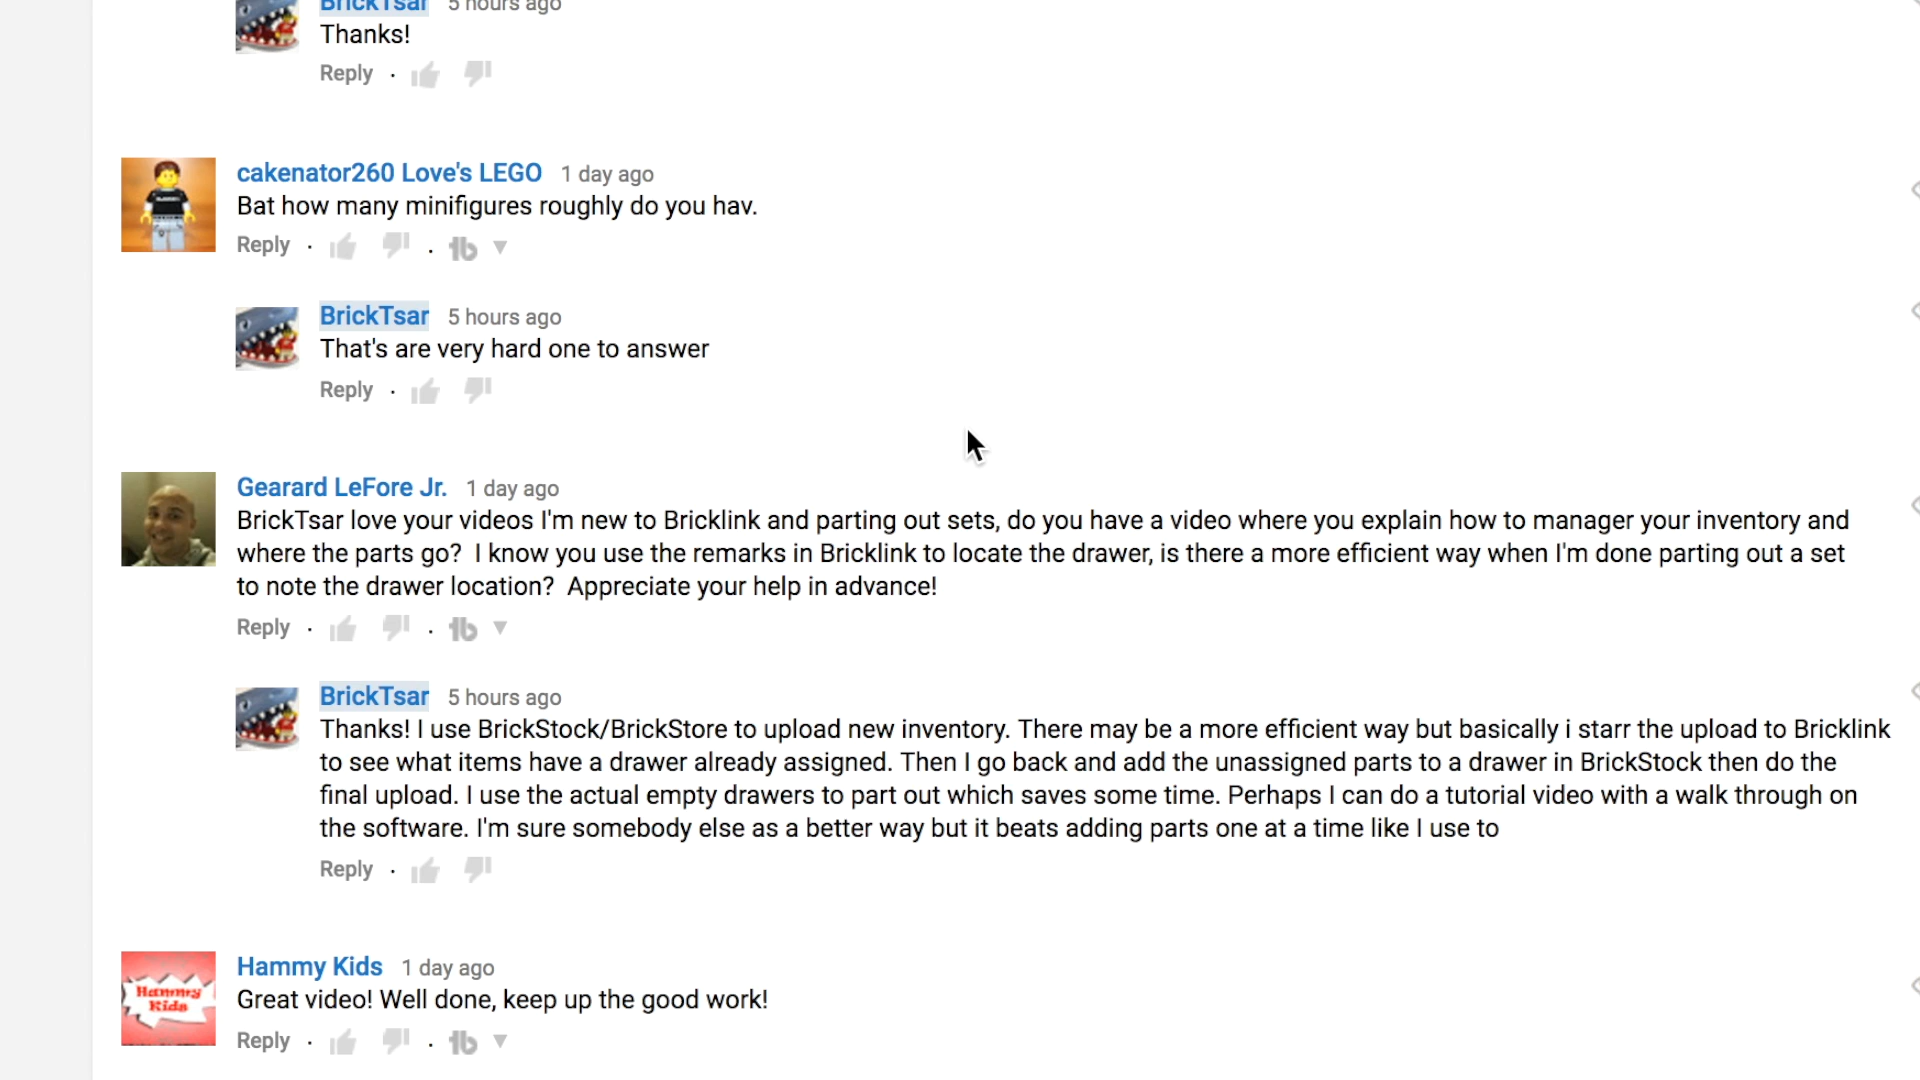 BrickTsar 5 hours ago
Thanks!
Reply ·
cakenator260 Love's LEGO 1 day ago
Bat how many minifigures roughly do you hav.
Reply · · tb ▼
BrickTsar 5 hours ago
That's are very hard one to answer
Reply ·
Gearard LeFore Jr. 1 day ago
BrickTsar love your videos I'm new to Bricklink and parting out sets, do you have a video where you explain how to manager your inventory and
where the parts go?  I know you use the remarks in Bricklink to locate the drawer, is there a more efficient way when I'm done parting out a set
to note the drawer location?  Appreciate your help in advance!
Reply · · tb ▼
BrickTsar 5 hours ago
Thanks! I use BrickStock/BrickStore to upload new inventory. There may be a more efficient way but basically i starr the upload to Bricklink
to see what items have a drawer already assigned. Then I go back and add the unassigned parts to a drawer in BrickStock then do the
final upload. I use the actual empty drawers to part out which saves some time. Perhaps I can do a tutorial video with a walk through on
the software. I'm sure somebody else as a better way but it beats adding parts one at a time like I use to
Reply ·
Hammy Kids 1 day ago
Hammy
Kids
Great video! Well done, keep up the good work!
Reply · · tb ▼